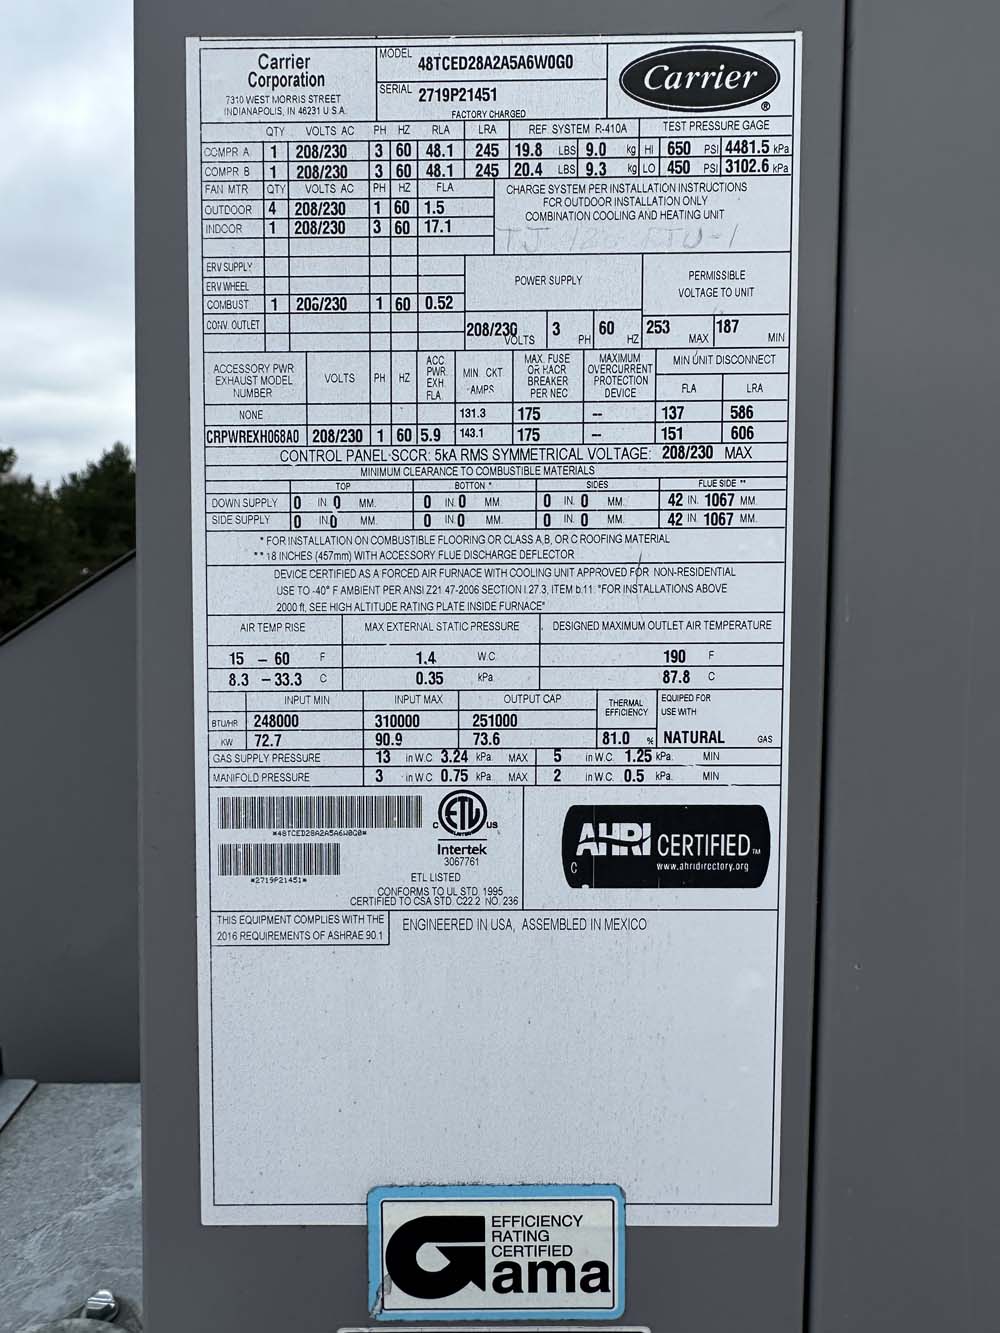 Carrier
Corporation
7310 WEST MORRIS STREET
INDIANAPOLIS, IN 46231 U.S.A.
MODEL 48TCED28A2A5A6W0G0
SERIAL 2719P21451
FACTORY CHARGED
Carrier ®
QTY VOLTS AC PH HZ RLA LRA REF. SYSTEM R-410A TEST PRESSURE GAGE
COMPR A 1 208/230 3 60 48.1 245 19.8 LBS 9.0 kg HI 650 PSI 4481.5 kPa
COMPR B 1 208/230 3 60 48.1 245 20.4 LBS 9.3 kg LO 450 PSI 3102.6 kPa
FAN MTR QTY VOLTS AC PH HZ FLA
OUTDOOR 4 208/230 1 60 1.5
INDOOR 1 208/230 3 60 17.1
CHARGE SYSTEM PER INSTALLATION INSTRUCTIONS
FOR OUTDOOR INSTALLATION ONLY
COMBINATION COOLING AND HEATING UNIT
RTU-1
ERV SUPPLY
ERV WHEEL
COMBUST 1 208/230 1 60 0.52
CONV. OUTLET
POWER SUPPLY
208/230 VOLTS 3 PH 60 HZ
PERMISSIBLE
VOLTAGE TO UNIT
253 MAX 187 MIN
ACCESSORY PWR
EXHAUST MODEL
NUMBER
VOLTS PH HZ
ACC.
PWR.
EXH.
FLA.
MIN. CKT
AMPS
MAX. FUSE
OR HACR
BREAKER
PER NEC
MAXIMUM
OVERCURRENT
PROTECTION
DEVICE
MIN UNIT DISCONNECT
FLA LRA
NONE 131.3 175 -- 137 586
CRPWREXH068A0 208/230 1 60 5.9 143.1 175 -- 151 606
CONTROL PANEL SCCR: 5kA RMS SYMMETRICAL VOLTAGE: 208/230 MAX
MINIMUM CLEARANCE TO COMBUSTIBLE MATERIALS
TOP BOTTOM * SIDES FLUE SIDE **
DOWN SUPPLY 0 IN. 0 MM. 0 IN. 0 MM. 0 IN. 0 MM. 42 IN. 1067 MM.
SIDE SUPPLY 0 IN. 0 MM. 0 IN. 0 MM. 0 IN. 0 MM. 42 IN. 1067 MM.
* FOR INSTALLATION ON COMBUSTIBLE FLOORING OR CLASS A,B, OR C ROOFING MATERIAL
** 18 INCHES (457mm) WITH ACCESSORY FLUE DISCHARGE DEFLECTOR
DEVICE CERTIFIED AS A FORCED AIR FURNACE WITH COOLING UNIT APPROVED FOR NON-RESIDENTIAL
USE TO -40° F AMBIENT PER ANSI Z21.47-2006 SECTION 1.27.3, ITEM b.11. "FOR INSTALLATIONS ABOVE
2000 ft, SEE HIGH ALTITUDE RATING PLATE INSIDE FURNACE"
AIR TEMP RISE MAX EXTERNAL STATIC PRESSURE DESIGNED MAXIMUM OUTLET AIR TEMPERATURE
15 - 60 F 1.4 W.C. 190 F
8.3 - 33.3 C 0.35 kPa. 87.8 C
INPUT MIN INPUT MAX OUTPUT CAP THERMAL
EFFICIENCY EQUIPED FOR
USE WITH
BTU/HR 248000 310000 251000
KW 72.7 90.9 73.6 81.0 % NATURAL GAS
GAS SUPPLY PRESSURE 13 in W.C. 3.24 kPa. MAX 5 in W.C. 1.25 kPa. MIN
MANIFOLD PRESSURE 3 in W.C. 0.75 kPa. MAX 2 in W.C. 0.5 kPa. MIN
*48TCED28A2A5A6W0G0*
*2719P21451*
C ETL US
LISTED
Intertek
3067761
ETL LISTED
CONFORMS TO UL STD. 1995
CERTIFIED TO CSA STD. C22.2 NO. 236
C AHRI CERTIFIED TM
www.ahridirectory.org
THIS EQUIPMENT COMPLIES WITH THE
2016 REQUIREMENTS OF ASHRAE 90.1
ENGINEERED IN USA, ASSEMBLED IN MEXICO
EFFICIENCY
RATING
CERTIFIED
Gama